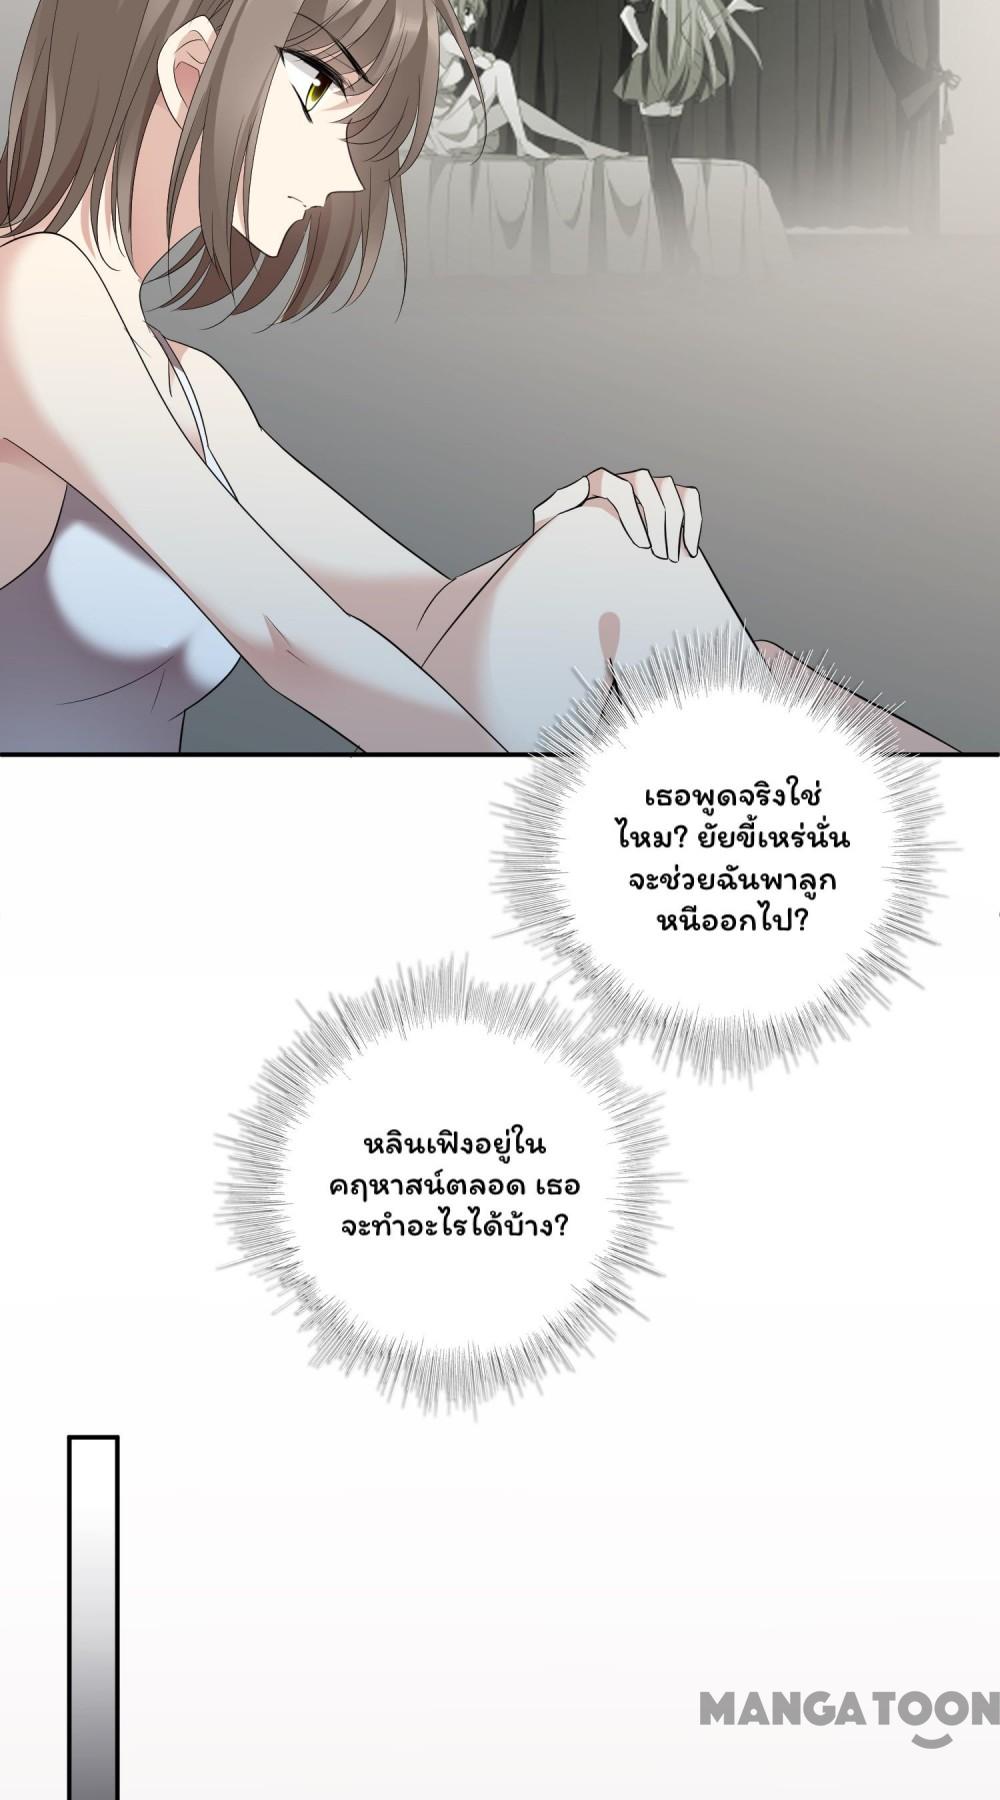 เธอพูดจริงใช่
ไหม? ยัยขี้เหร่นั่น
จะช่วยฉันพาลูก
หนีออกไป?
หลินเฟิงอยู่ใน
คฤหาสน์ตลอด เธอ
จะทำอะไรได้บ้าง?
MANGATOON